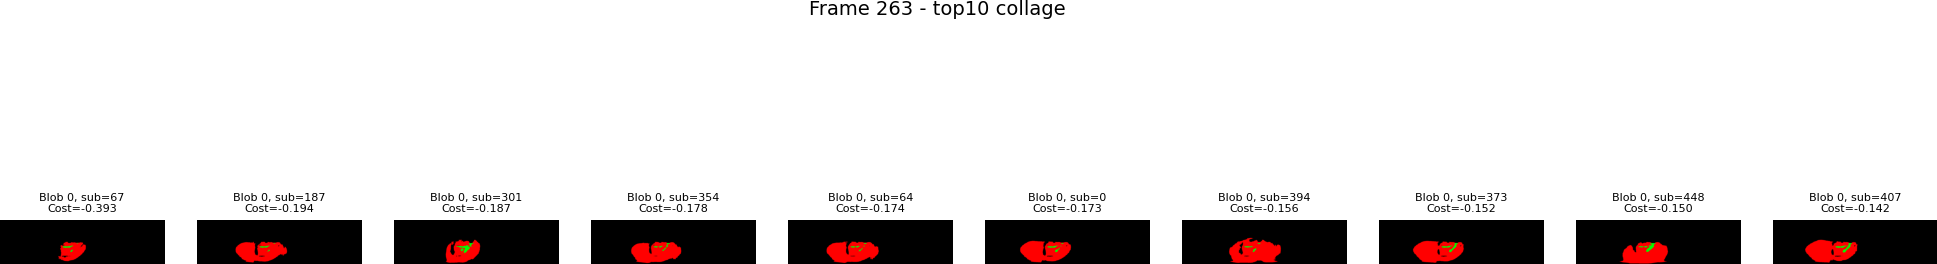 Frame 263 - top10 collage
Blob 0, sub=67
Cost=-0.393
Blob 0, sub=187
Cost=-0.194
Blob 0, sub=301
Cost=-0.187
Blob 0, sub=354
Cost=-0.178
Blob 0, sub=64
Cost=-0.174
Blob 0, sub=0
Cost=-0.173
Blob 0, sub=394
Cost=-0.156
Blob 0, sub=373
Cost=-0.152
Blob 0, sub=448
Cost=-0.150
Blob 0, sub=407
Cost=-0.142